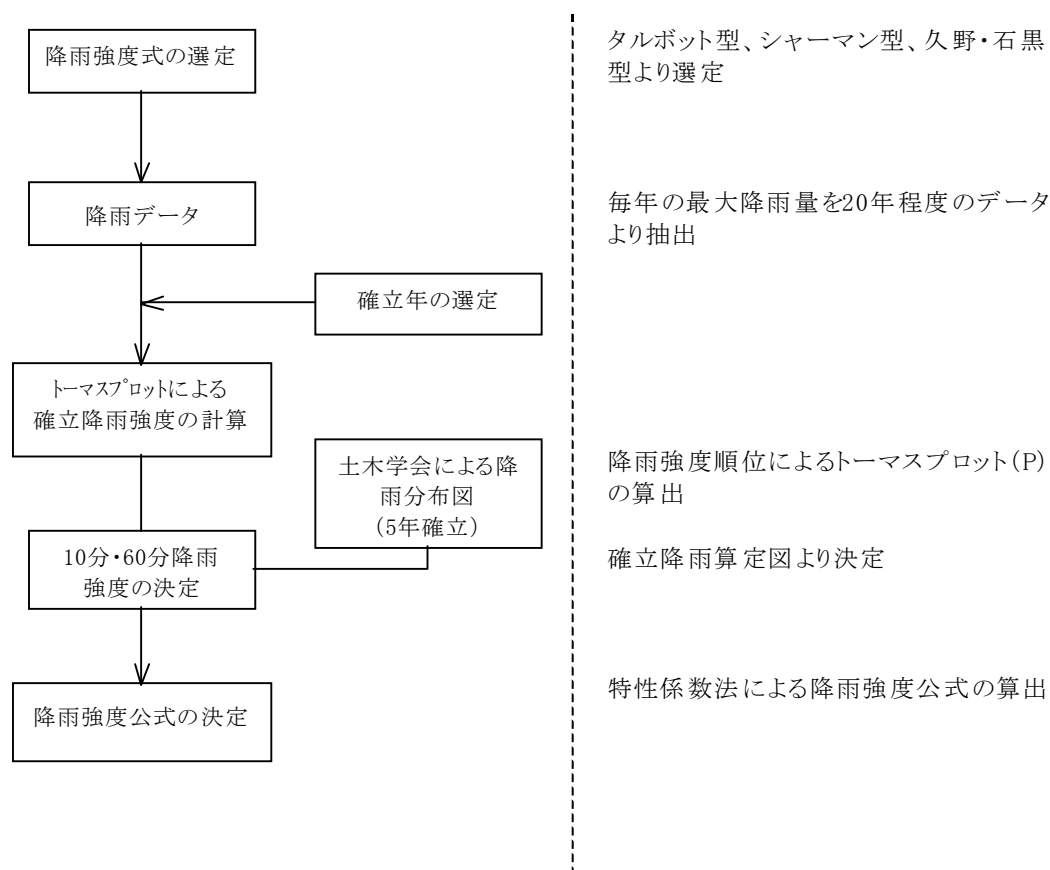 降雨強度式の選定
タルボット型、シャーマン型、久野・石黒
型より選定
降雨データ
毎年の最大降雨量を20年程度のデータ
より抽出
確立年の選定
トーマスプロットによる
確立降雨強度の計算
土木学会による降
雨分布図
(5年確立)
降雨強度順位によるトーマスプロット(P)
の算出
10分・60分降雨
強度の決定
確立降雨算定図より決定
降雨強度公式の決定
特性係数法による降雨強度公式の算出